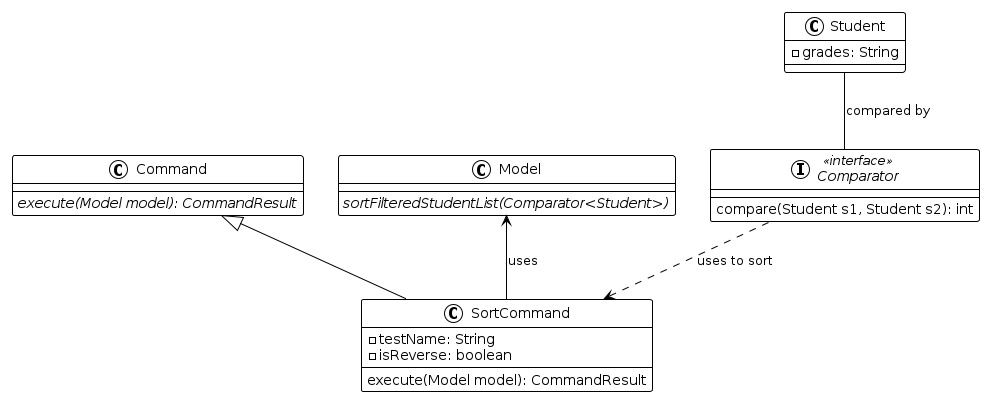 C Student
grades: String
compared by
C Command
execute(Model model): CommandResult
C Model
sortFilteredStudentList(Comparator<Student>)
I «interface»
Comparator
compare(Student s1, Student s2): int
uses
uses to sort
C SortCommand
testName: String
isReverse: boolean
execute(Model model): CommandResult